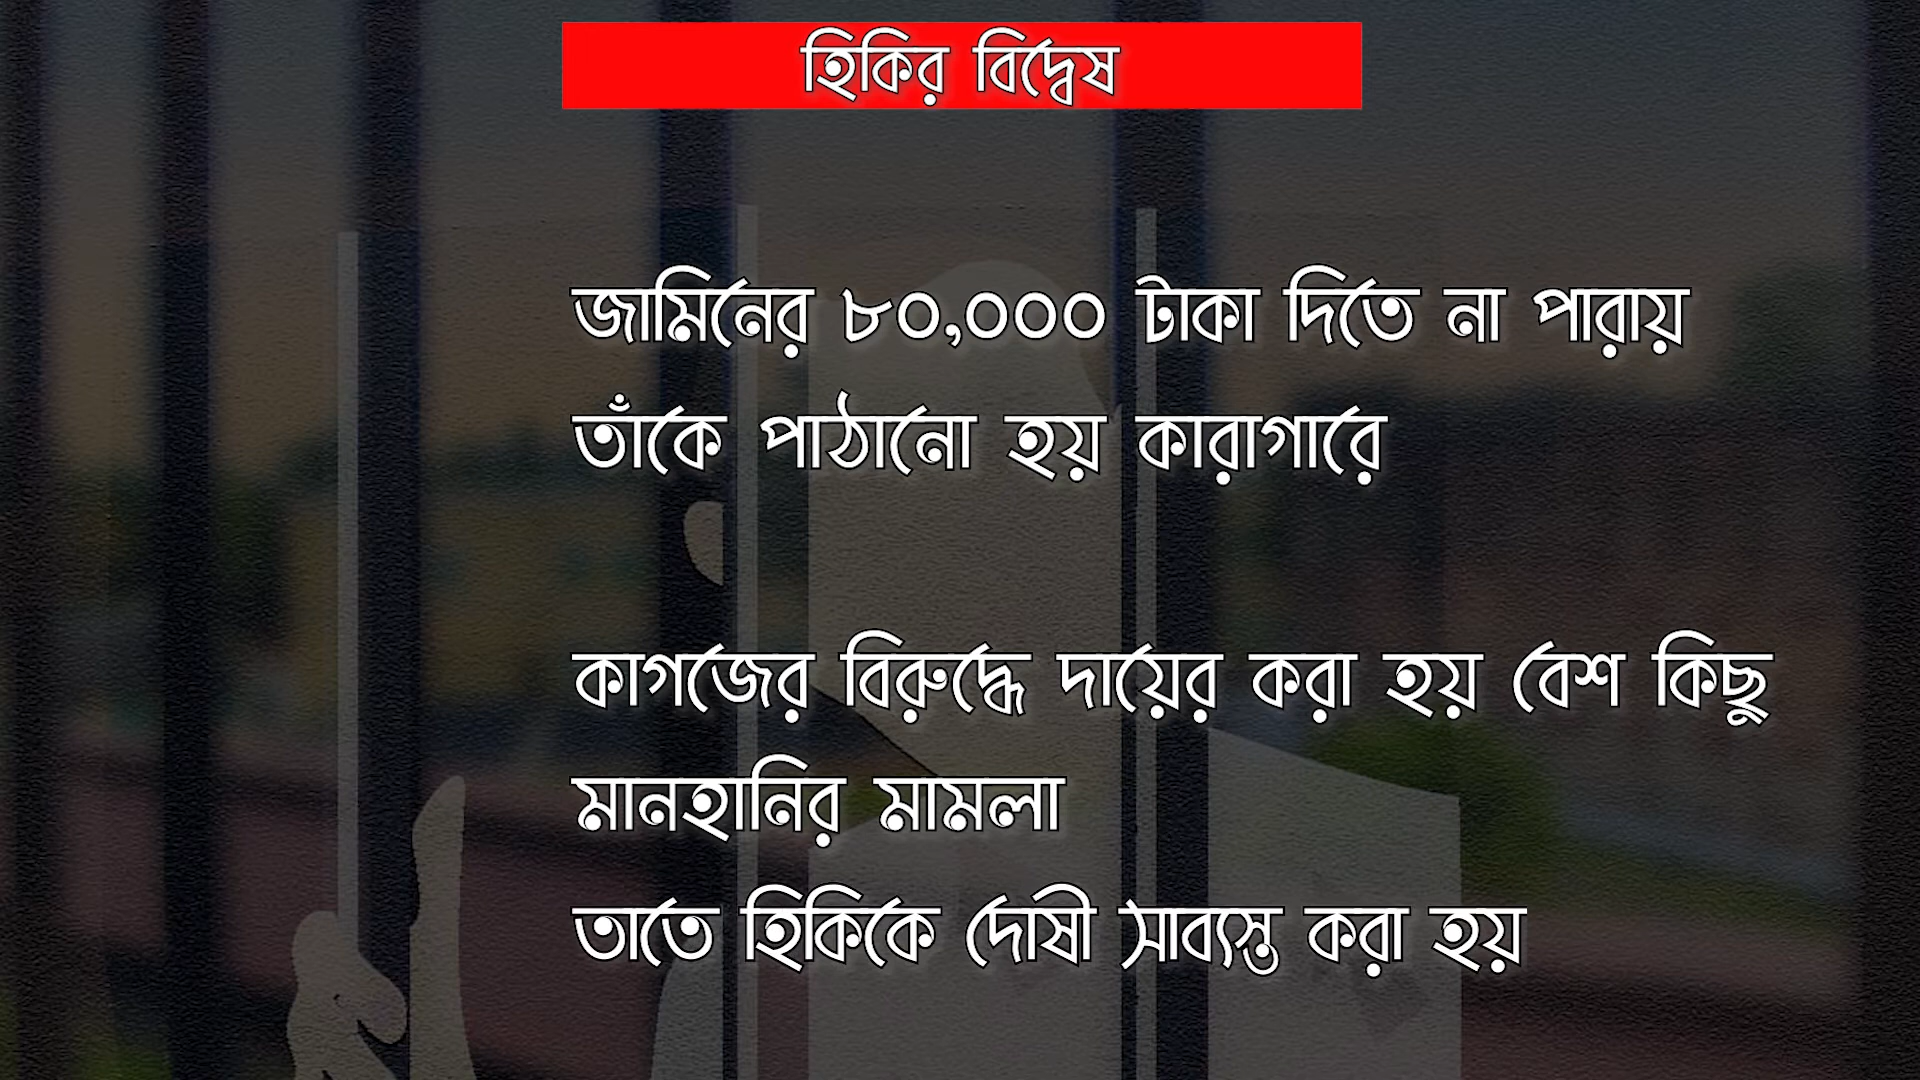 হিকির বিদ্বেষ
জামিনের ৮০,০০০ টাকা দিতে না পারায়
তাঁকে পাঠানো হয় কারাগারে
কাগজের বিরুদ্ধে দায়ের করা হয় বেশ কিছু
মানহানির মামলা
তাতে হিকিকে দোষী সাব্যস্ত করা হয়